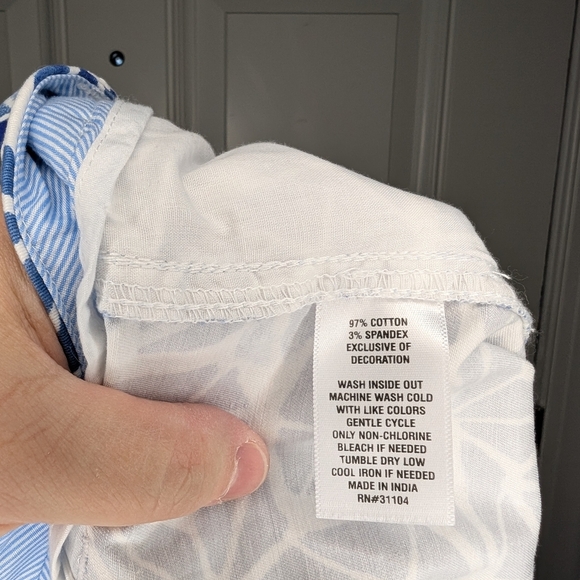 97% COTTON
3% SPANDEX
EXCLUSIVE OF
DECORATION
WASH INSIDE OUT
MACHINE WASH COLD
WITH LIKE COLORS
GENTLE CYCLE
ONLY NON-CHLORINE
BLEACH IF NEEDED
TUMBLE DRY LOW
COOL IRON IF NEEDED
MADE IN INDIA
RN#31104